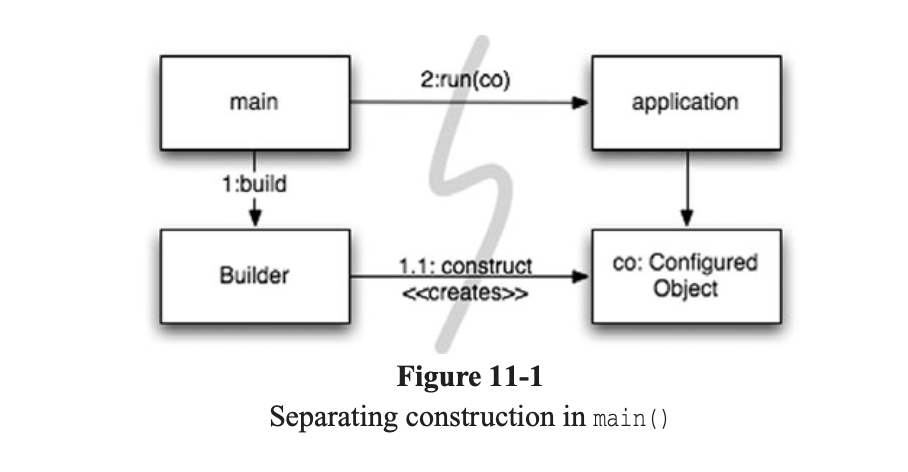 main
2:run(co)
application
1:build
Builder
1.1: construct
<<creates>>
co: Configured
Object
Figure 11-1
Separating construction in main()